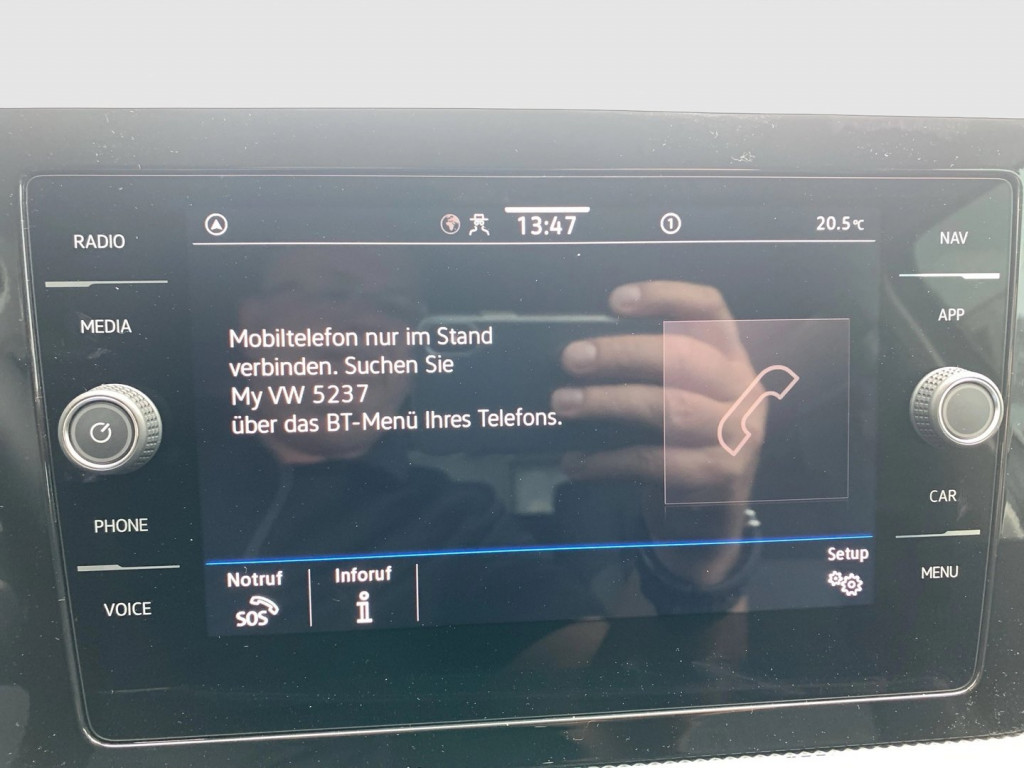 RADIO
MEDIA
PHONE
VOICE
13:47
1
20.5°C
Mobiltelefon nur im Stand
verbinden. Suchen Sie
My VW 5237
über das BT-Menü Ihres Telefons.
Notruf
SOS
Inforuf
i
Setup
NAV
APP
CAR
MENU